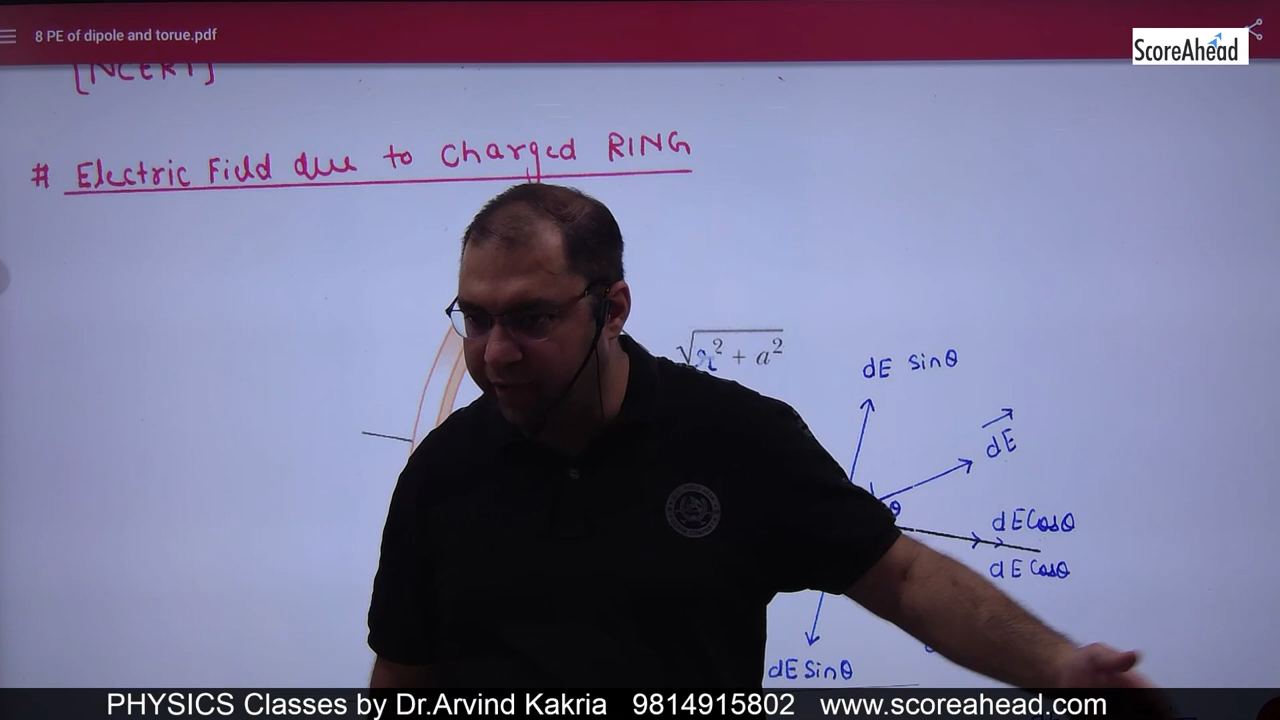 8 PE of dipole and torue.pdf
ScoreAhead
[NCERT]
# Electric Field due to Charged RING
√x² + a²
dE sinθ
dE
θ
dE Cosθ
dE Cosθ
dE Sinθ
PHYSICS Classes by Dr.Arvind Kakria 9814915802 www.scoreahead.com